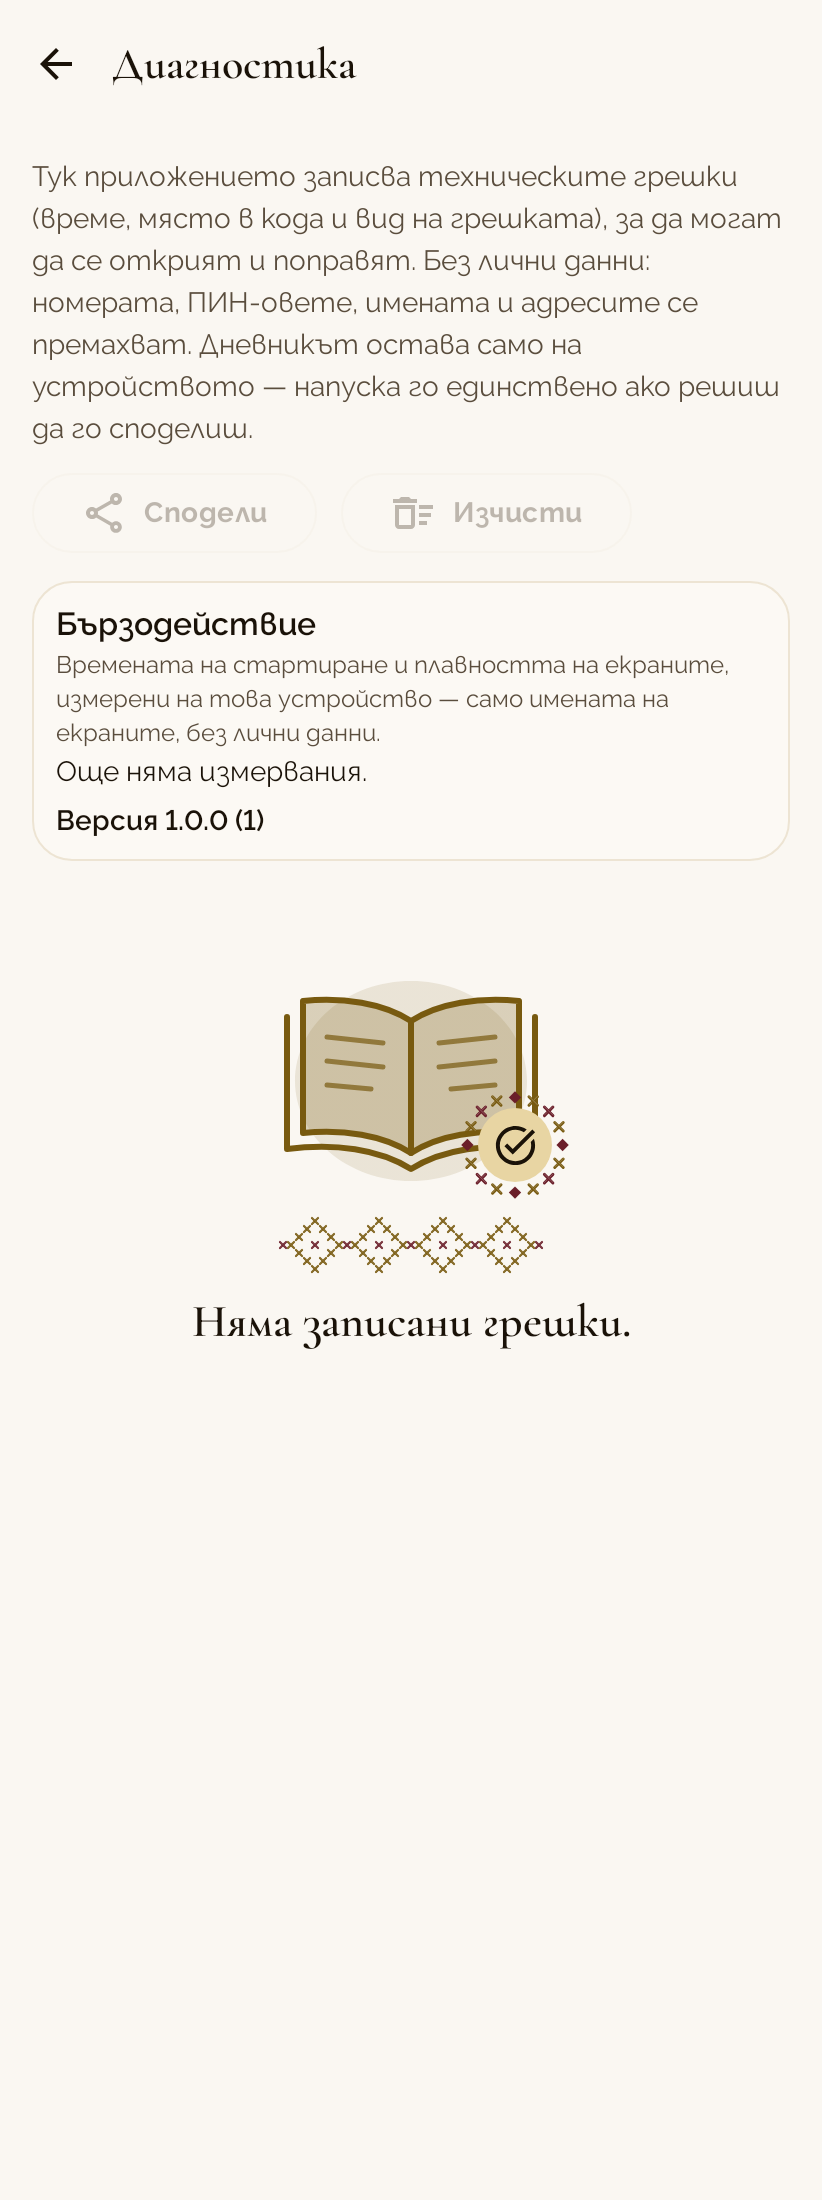 Диагностика
Тук приложението записва техническите грешки
(време, място в кода и вид на грешката), за да могат
да се открият и поправят. Без лични данни:
номерата, ПИН-овете, имената и адресите се
премахват. Дневникът остава само на
устройството — напуска го единствено ако решиш
да го споделиш.
Сподели
Изчисти
Бързодействие
Времената на стартиране и плавността на екраните,
измерени на това устройство — само имената на
екраните, без лични данни.
Още няма измервания.
Версия 1.0.0 (1)
Няма записани грешки.